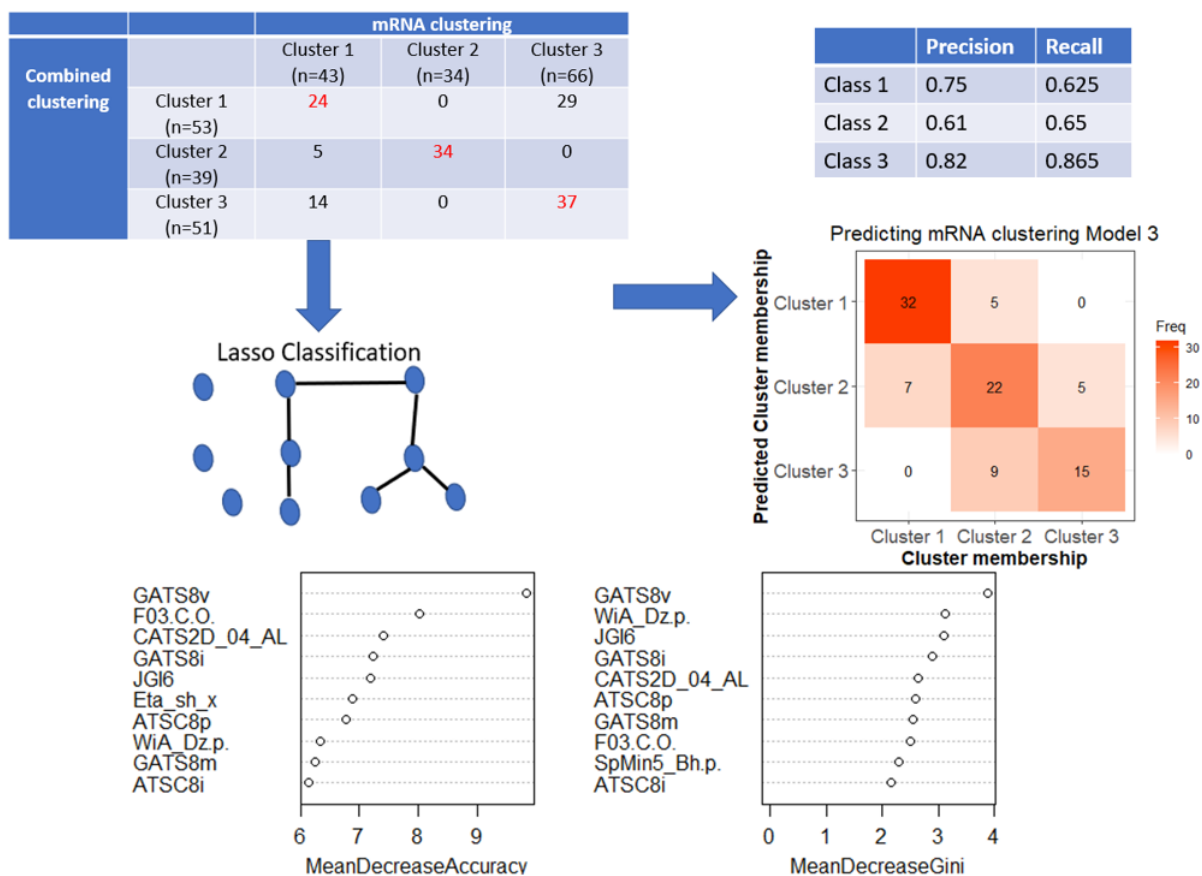 mRNA clustering
Combined clustering
Cluster 1 (n=43) Cluster 2 (n=34) Cluster 3 (n=66)
Cluster 1 (n=53) 24 0 29
Cluster 2 (n=39) 5 34 0
Cluster 3 (n=51) 14 0 37
Precision Recall
Class 1 0.75 0.625
Class 2 0.61 0.65
Class 3 0.82 0.865
Lasso Classification
Predicting mRNA clustering Model 3
Predicted Cluster membership
Cluster 1 32 5 0
Cluster 2 7 22 5
Cluster 3 0 9 15
Cluster 1 Cluster 2 Cluster 3
Cluster membership
Freq
30
20
10
0
GATS8v
F03.C.O.
CATS2D_04_AL
GATS8i
JGI6
Eta_sh_x
ATSC8p
WiA_Dz.p.
GATS8m
ATSC8i
6 7 8 9
MeanDecreaseAccuracy
GATS8v
WiA_Dz.p.
JGI6
GATS8i
CATS2D_04_AL
ATSC8p
GATS8m
F03.C.O.
SpMin5_Bh.p.
ATSC8i
0 1 2 3 4
MeanDecreaseGini